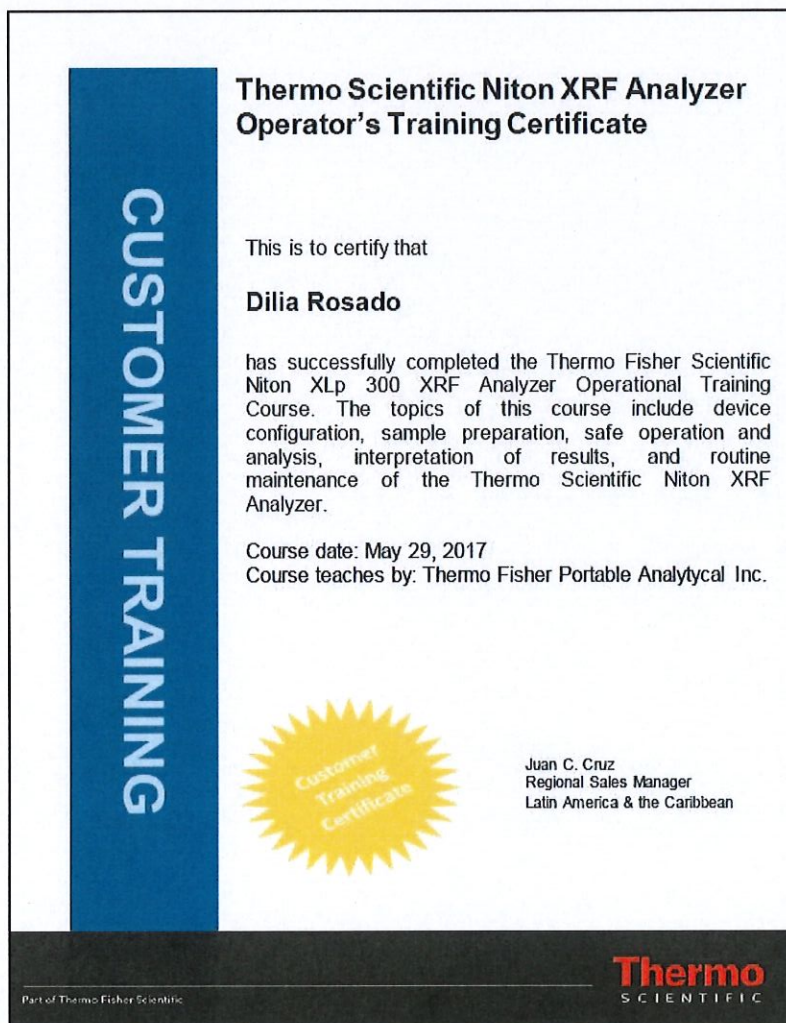 Thermo Scientific Niton XRF Analyzer
Operator's Training Certificate
CUSTOMER TRAINING
This is to certify that
Dilia Rosado
has successfully completed the Thermo Fisher Scientific
Niton XLp 300 XRF Analyzer Operational Training
Course. The topics of this course include device
configuration, sample preparation, safe operation and
analysis, interpretation of results, and routine
maintenance of the Thermo Scientific Niton XRF
Analyzer.
Course date: May 29, 2017
Course teaches by: Thermo Fisher Portable Analytycal Inc.
Customer
Training
Certificate
Juan C. Cruz
Regional Sales Manager
Latin America & the Caribbean
Part of Thermo Fisher Scientific
Thermo
SCIENTIFIC